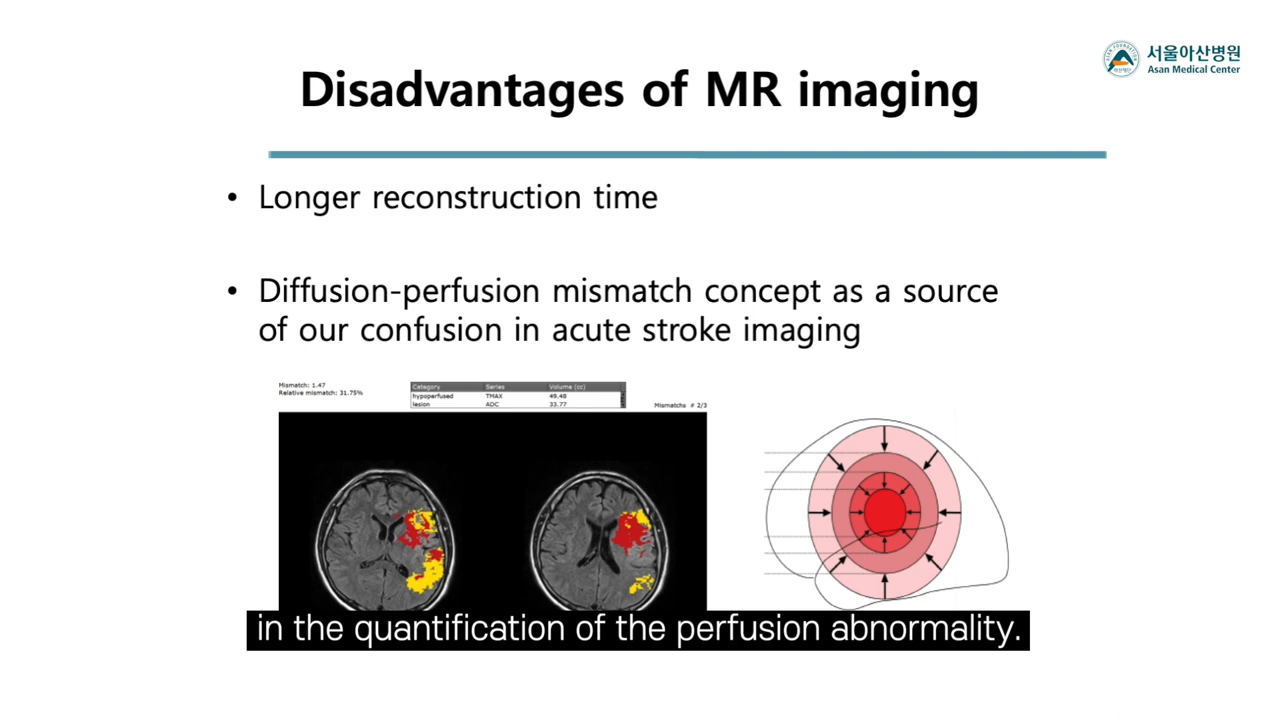 서울아산병원
Asan Medical Center
Disadvantages of MR imaging
• Longer reconstruction time
• Diffusion-perfusion mismatch concept as a source
of our confusion in acute stroke imaging
Mismatch: 1.47
Relative mismatch: 31.75%
Category Series Volume (cc)
hypoperfused TMAX 49.48
lesion ADC 33.77
Mismatchs # 2/3
in the quantification of the perfusion abnormality.